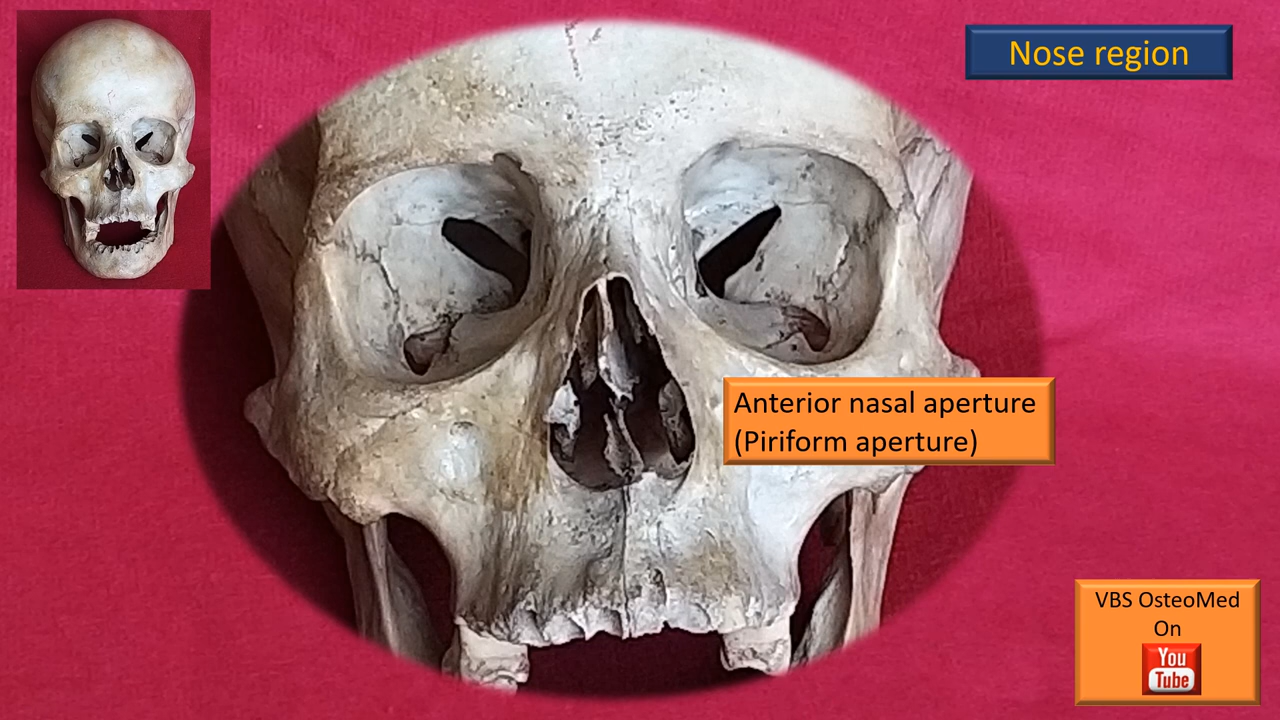 Nose region
Anterior nasal aperture
(Piriform aperture)
VBS OsteoMed
On
You
Tube